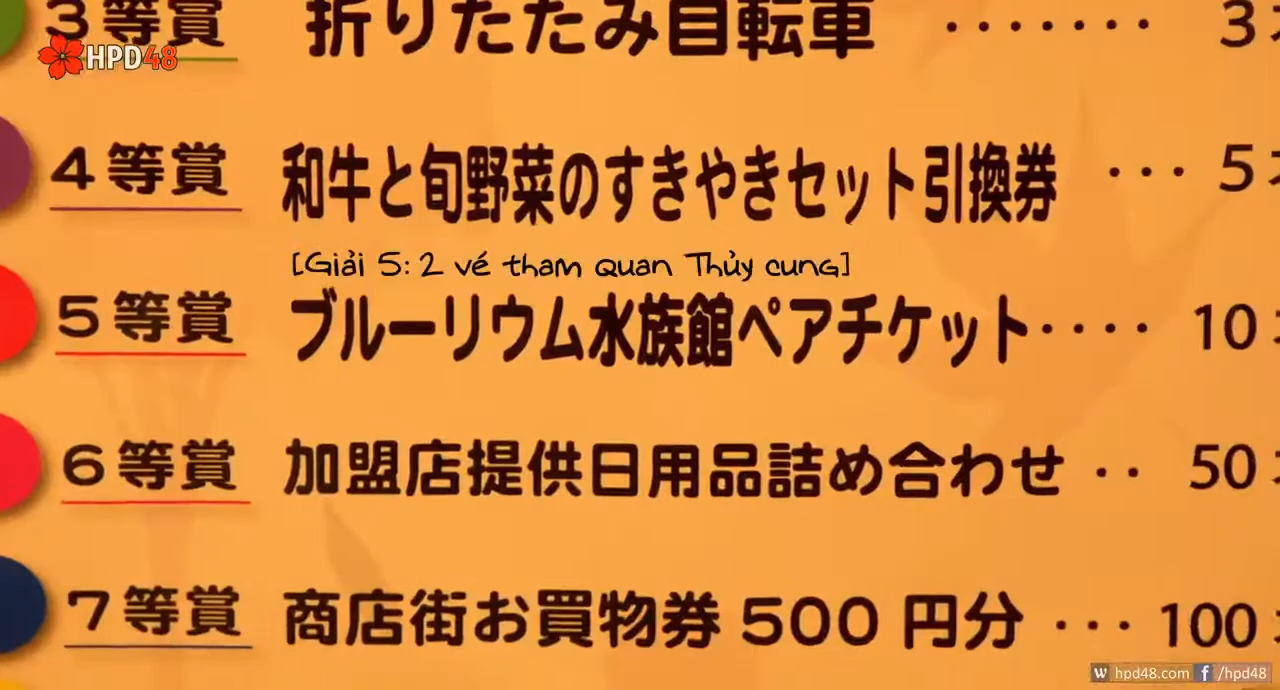 3等賞 折りたたみ自転車 ······· 3
HPD48
4等賞 和牛と旬野菜のすきやきセット引換券 ··· 5
[Giải 5: 2 vé tham quan Thủy cung]
5等賞 ブルーリウム水族館ペアチケット ···· 10
6等賞 加盟店提供日用品詰め合わせ ·· 50
7等賞 商店街お買物券500円分 ··· 100
W hpd48.com f /hpd48